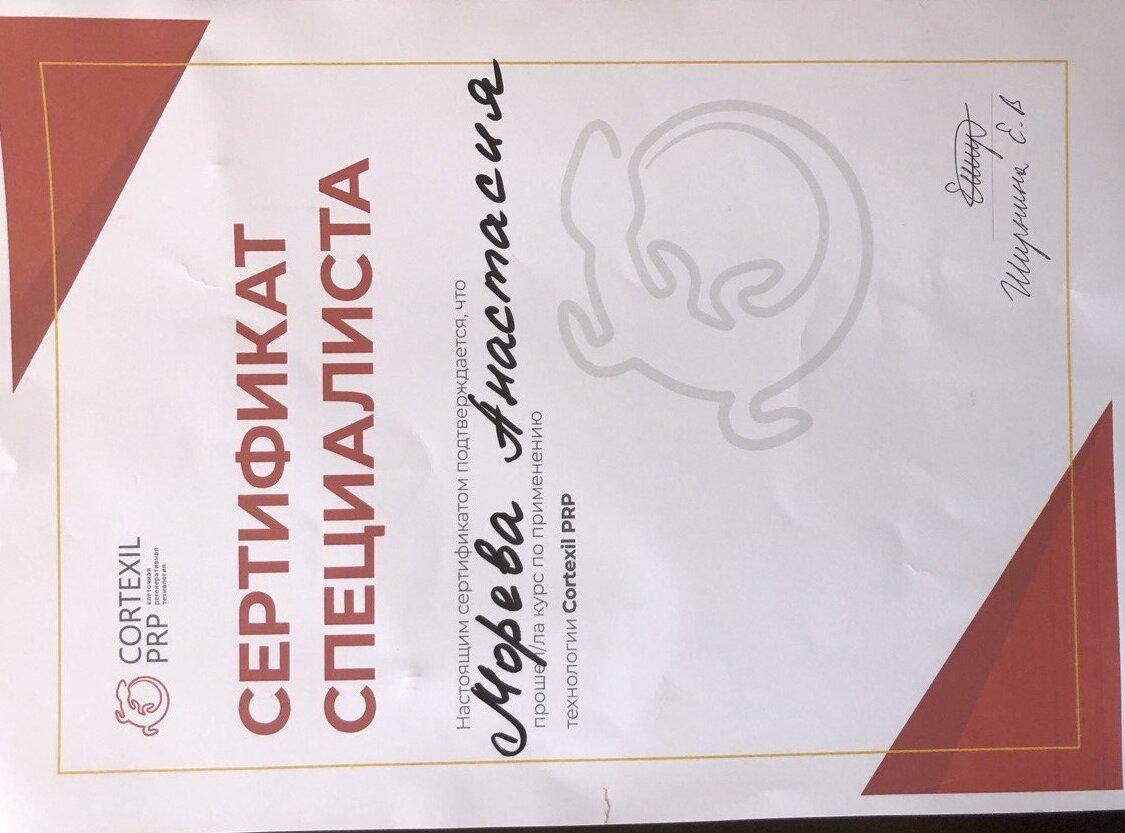 CORTEXIL
PRP
клеточная
регенеративная
технология
СЕРТИФИКАТ
СПЕЦИАЛИСТА
Настоящим сертификатом подтверждается, что
Морева Анастасия
прошел/ла курс по применению
технологии Cortexil PRP
Ширшина Е.В